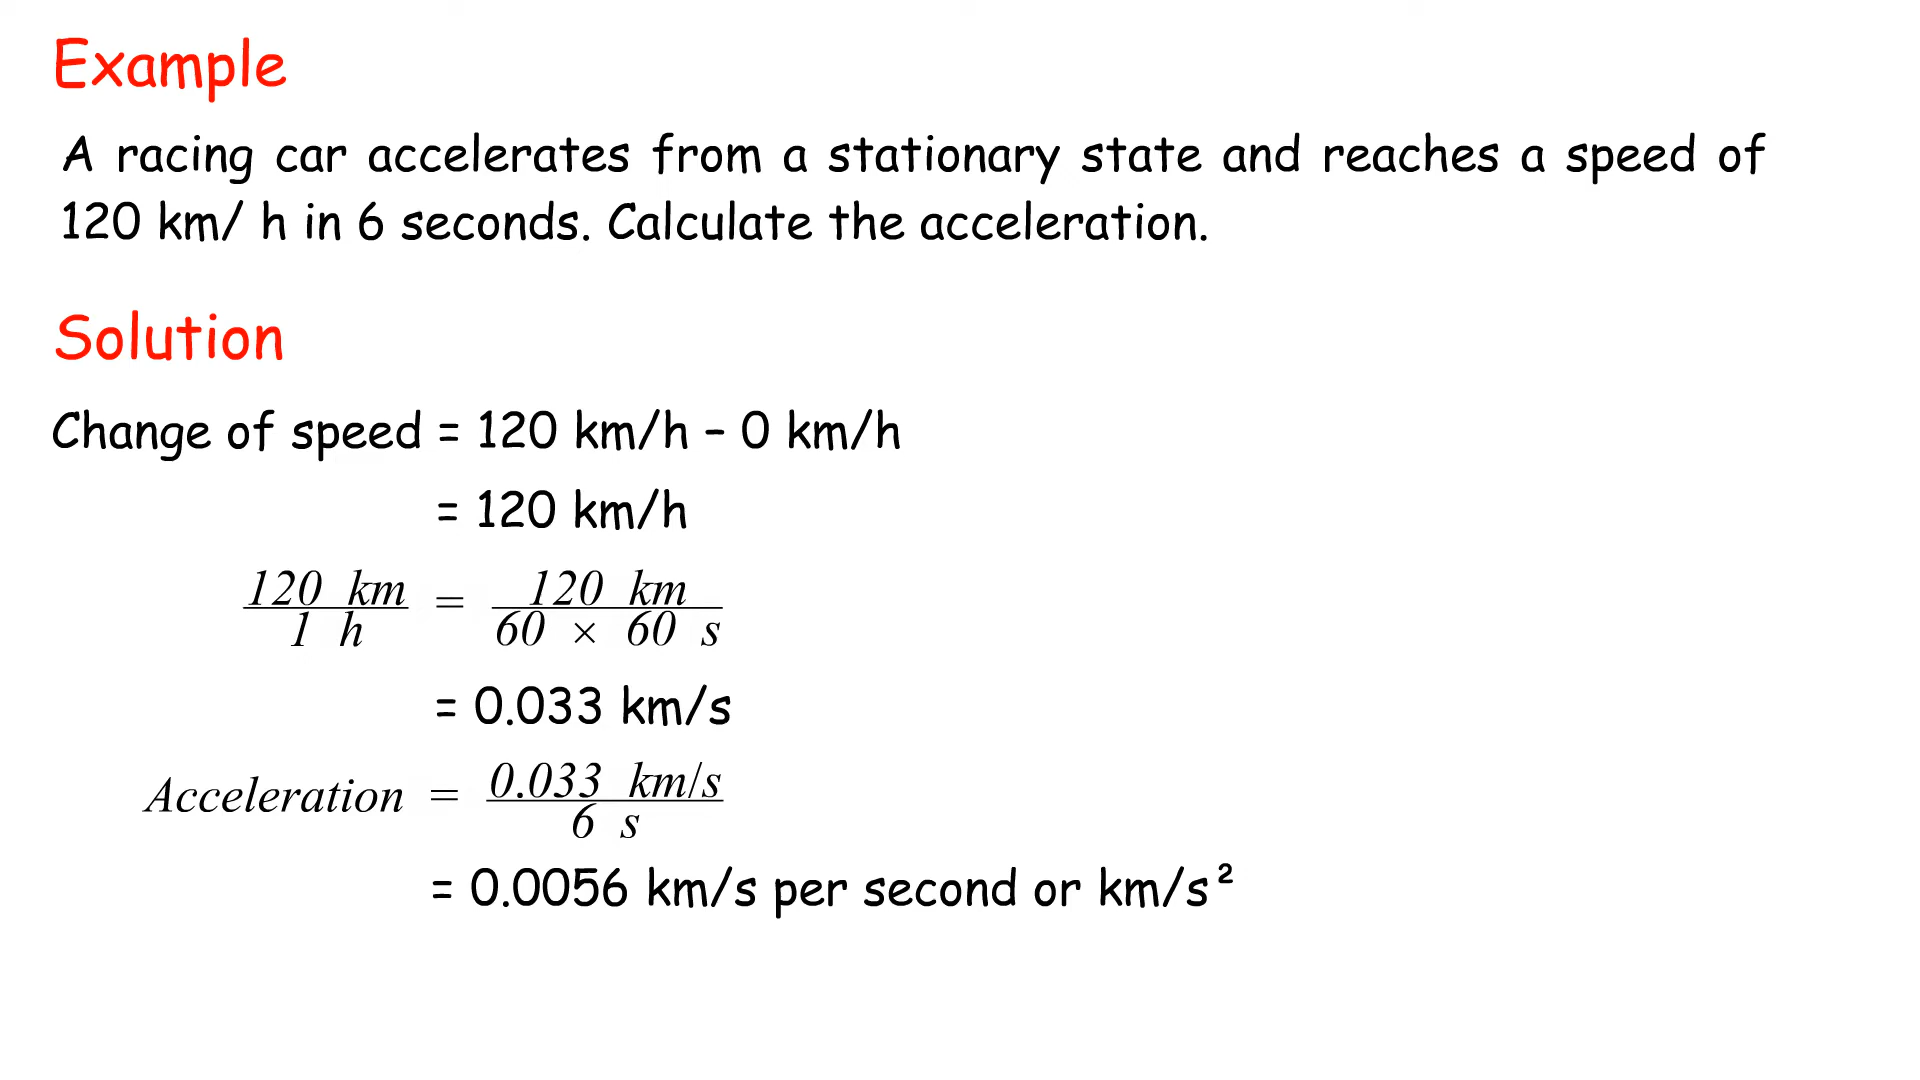 Example
A racing car accelerates from a stationary state and reaches a speed of
120 km/ h in 6 seconds. Calculate the acceleration.
Solution
Change of speed = 120 km/h – 0 km/h
= 120 km/h
120 km / 1 h = 120 km / 60 × 60 s
= 0.033 km/s
Acceleration = 0.033 km/s / 6 s
= 0.0056 km/s per second or km/s²